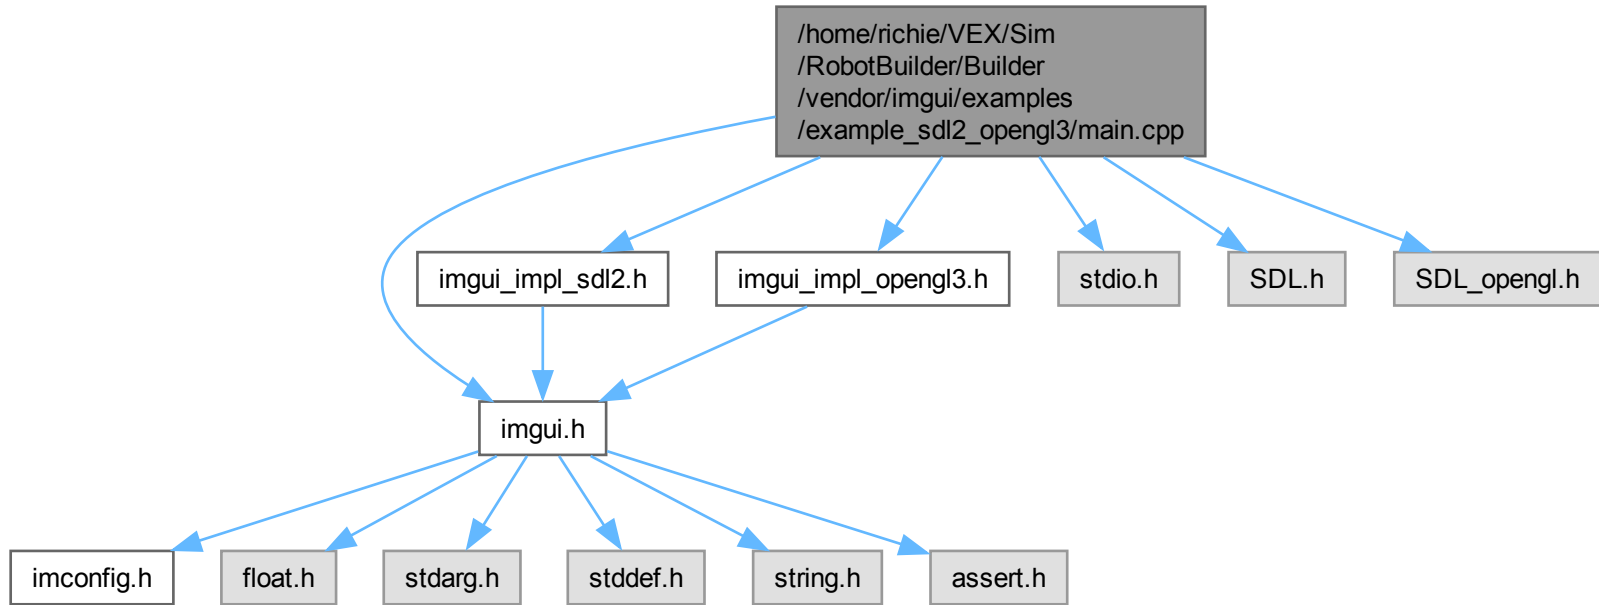 /home/richie/VEX/Sim
/RobotBuilder/Builder
/vendor/imgui/examples
/example_sdl2_opengl3/main.cpp
imgui_impl_sdl2.h
imgui_impl_opengl3.h
stdio.h
SDL.h
SDL_opengl.h
imgui.h
imconfig.h
float.h
stdarg.h
stddef.h
string.h
assert.h